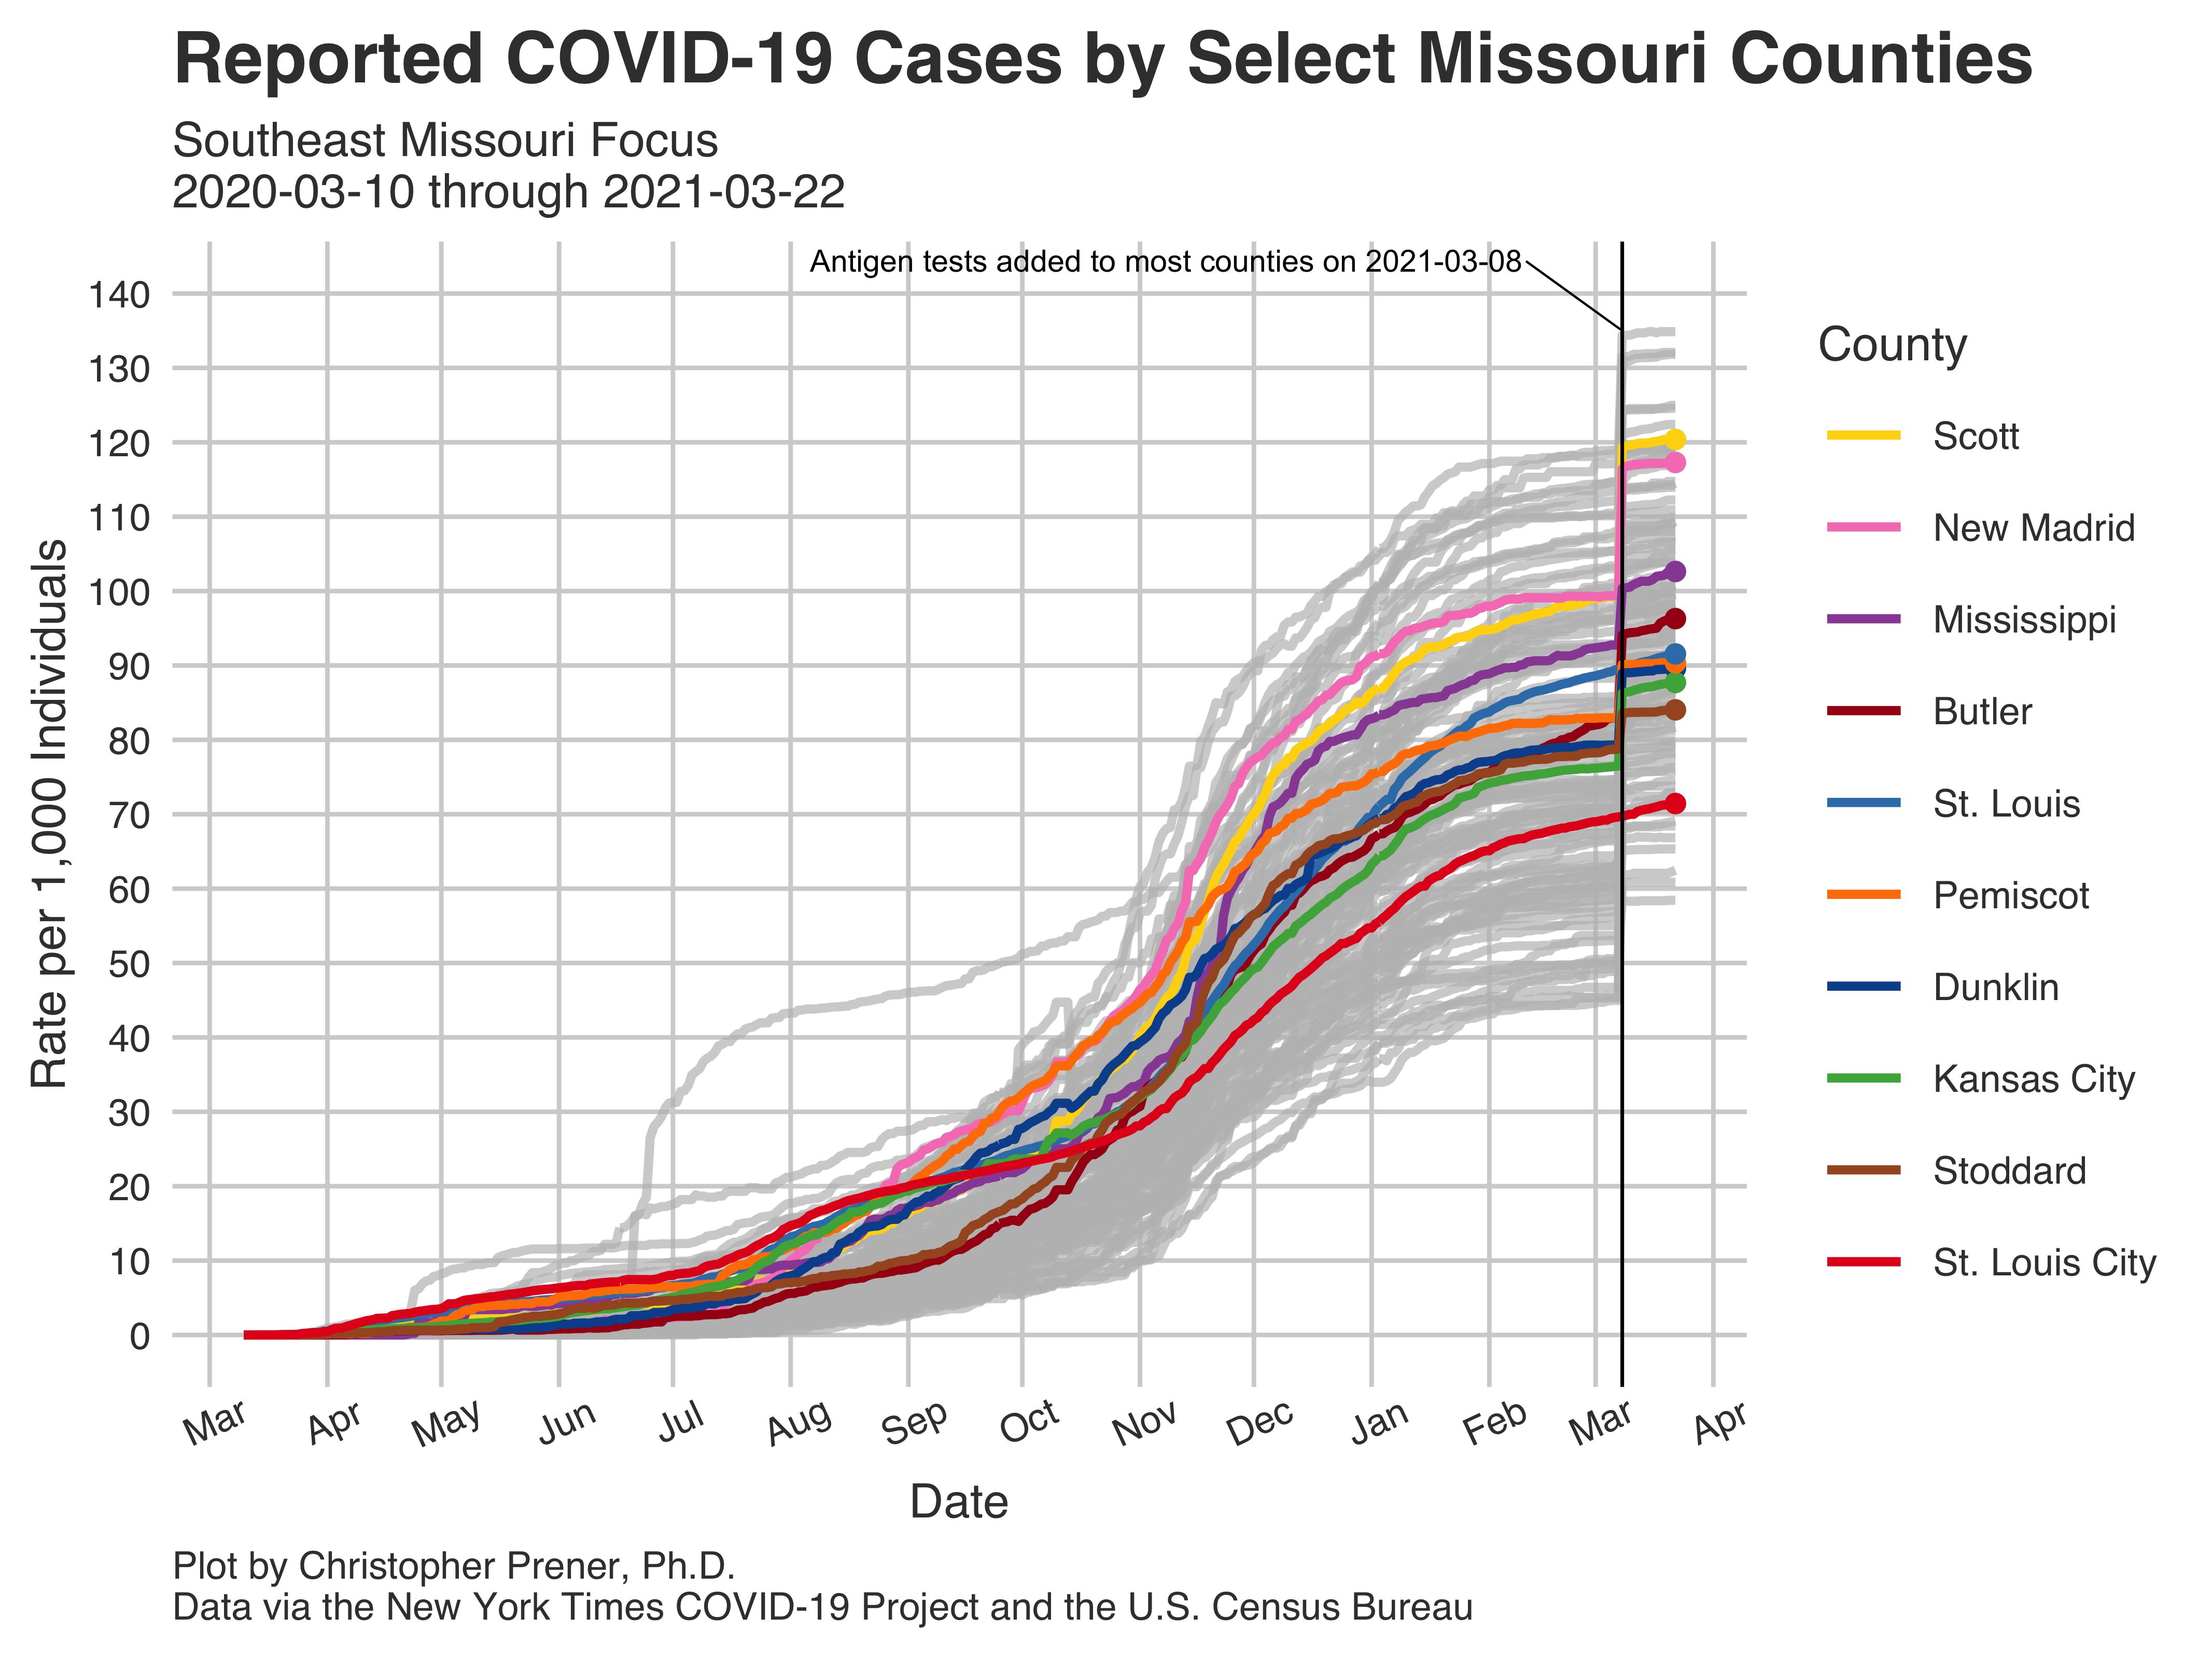 Reported COVID-19 Cases by Select Missouri Counties
Southeast Missouri Focus
2020-03-10 through 2021-03-22
Antigen tests added to most counties on 2021-03-08
140
130
120
110
100
90
80
70
60
50
40
30
20
10
0
Rate per 1,000 Individuals
Mar
Apr
May
Jun
Jul
Aug
Sep
Oct
Nov
Dec
Jan
Feb
Mar
Apr
Date
County
Scott
New Madrid
Mississippi
Butler
St. Louis
Pemiscot
Dunklin
Kansas City
Stoddard
St. Louis City
Plot by Christopher Prener, Ph.D.
Data via the New York Times COVID-19 Project and the U.S. Census Bureau